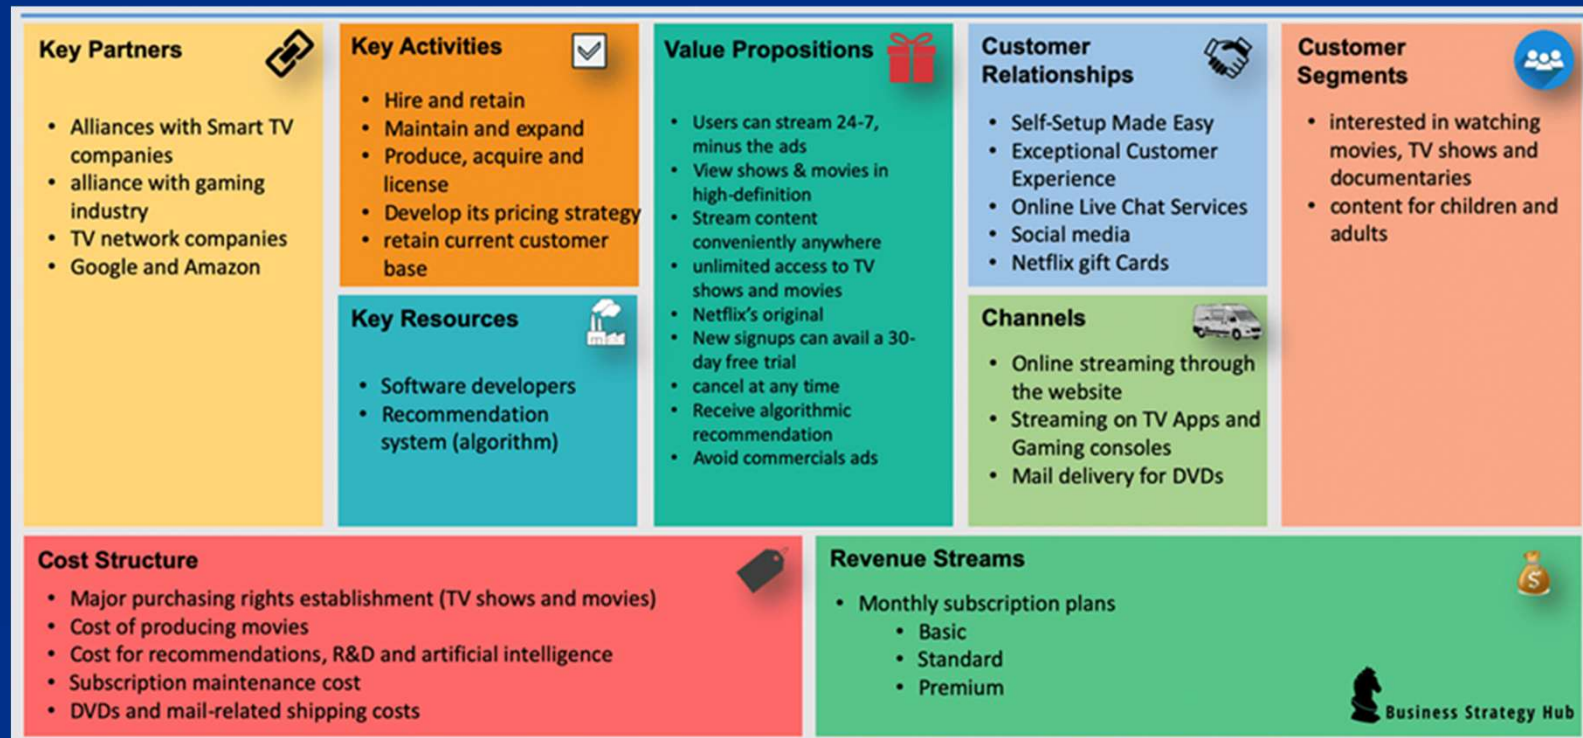 Key Partners
• Alliances with Smart TV
companies
• alliance with gaming
industry
• TV network companies
• Google and Amazon
Key Activities
• Hire and retain
• Maintain and expand
• Produce, acquire and
license
• Develop its pricing strategy
• retain current customer
base
Key Resources
• Software developers
• Recommendation
system (algorithm)
Value Propositions
• Users can stream 24-7,
minus the ads
• View shows & movies in
high-definition
• Stream content
conveniently anywhere
• unlimited access to TV
shows and movies
• Netflix's original
• New signups can avail a 30-
day free trial
• cancel at any time
• Receive algorithmic
recommendation
• Avoid commercials ads
Customer
Relationships
• Self-Setup Made Easy
• Exceptional Customer
Experience
• Online Live Chat Services
• Social media
• Netflix gift Cards
Channels
• Online streaming through
the website
• Streaming on TV Apps and
Gaming consoles
• Mail delivery for DVDs
Customer
Segments
• interested in watching
movies, TV shows and
documentaries
• content for children and
adults
Cost Structure
• Major purchasing rights establishment (TV shows and movies)
• Cost of producing movies
• Cost for recommendations, R&D and artificial intelligence
• Subscription maintenance cost
• DVDs and mail-related shipping costs
Revenue Streams
• Monthly subscription plans
• Basic
• Standard
• Premium
$
Business Strategy Hub